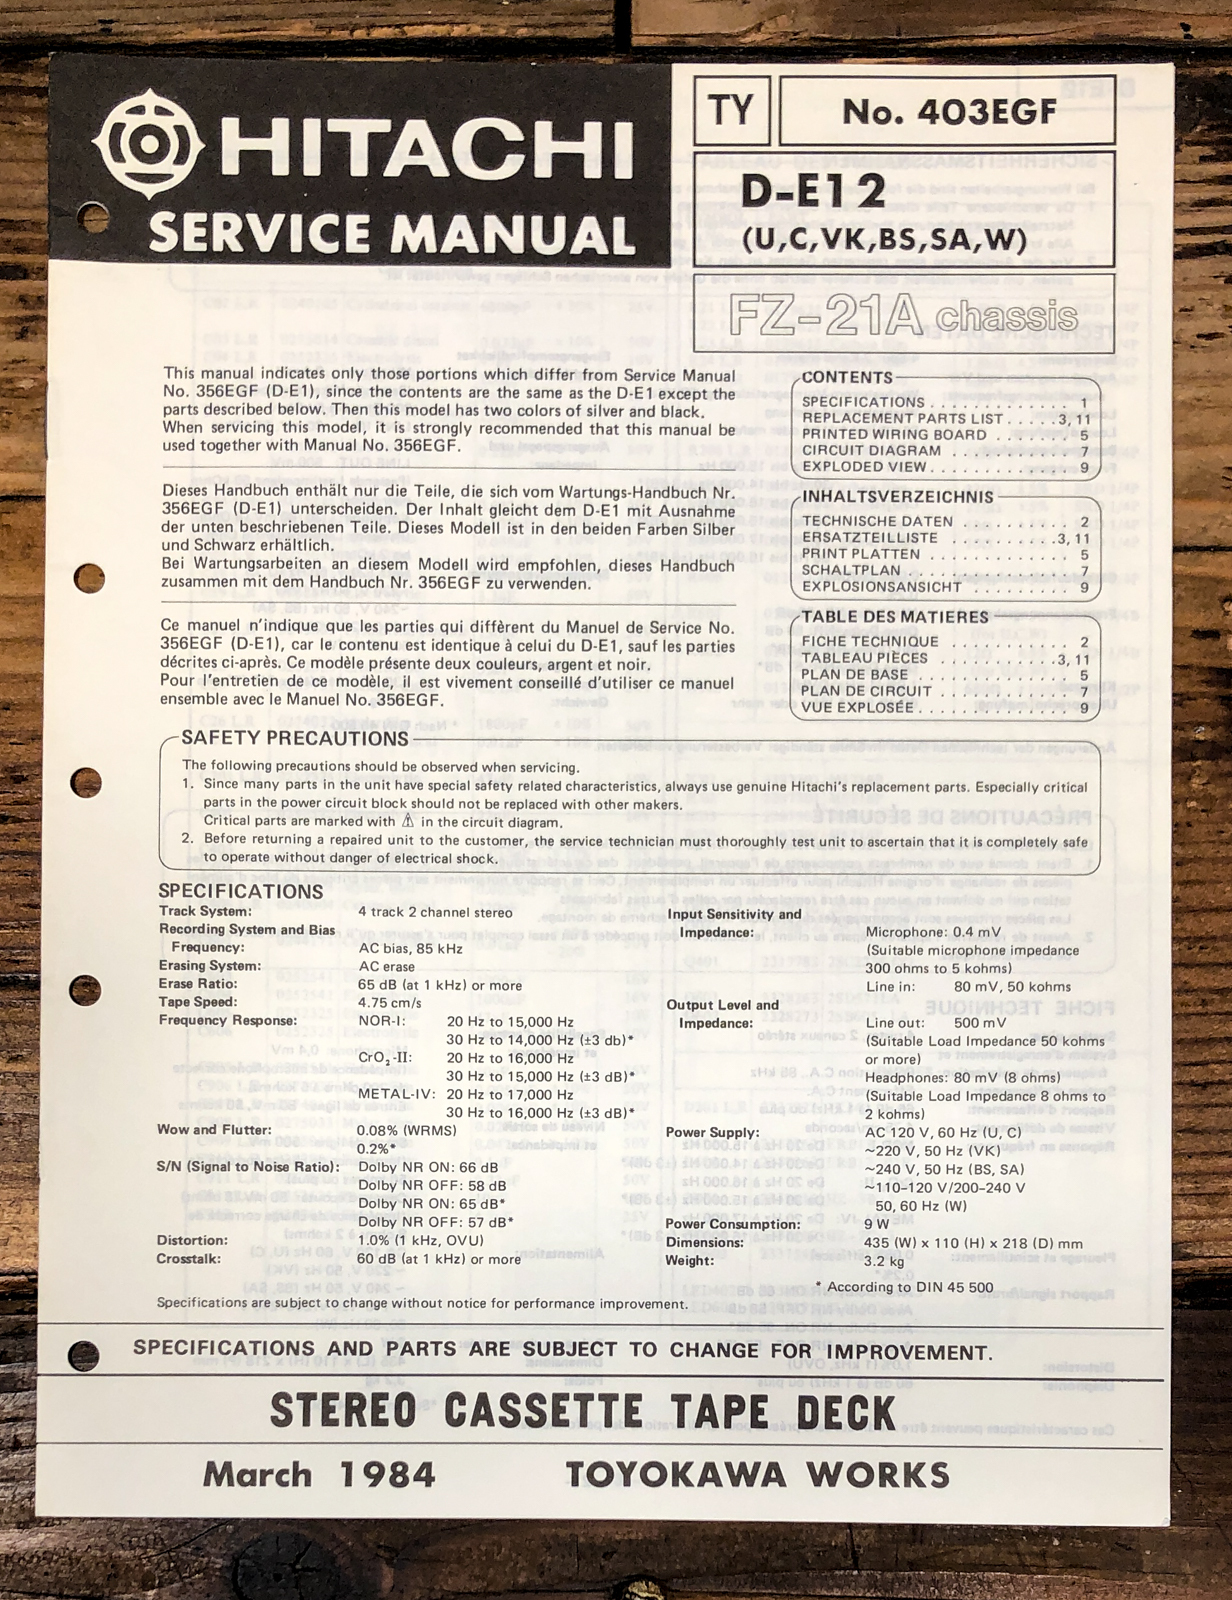 HITACHI
SERVICE MANUAL
TY
No. 403EGF
D-E12
(U,C,VK,BS,SA,W)
FZ-21A chassis
This manual indicates only those portions which differ from Service Manual
No. 356EGF (D-E1), since the contents are the same as the D-E1 except the
parts described below. Then this model has two colors of silver and black.
When servicing this model, it is strongly recommended that this manual be
used together with Manual No. 356EGF.
Dieses Handbuch enthält nur die Teile, die sich vom Wartungs-Handbuch Nr.
356EGF (D-E1) unterscheiden. Der Inhalt gleicht dem D-E1 mit Ausnahme
der unten beschriebenen Teile. Dieses Modell ist in den beiden Farben Silber
und Schwarz erhältlich.
Bei Wartungsarbeiten an diesem Modell wird empfohlen, dieses Handbuch
zusammen mit dem Handbuch Nr. 356EGF zu verwenden.
Ce manuel n'indique que les parties qui diffèrent du Manuel de Service No.
356EGF (D-E1), car le contenu est identique à celui du D-E1, sauf les parties
décrites ci-après. Ce modèle présente deux couleurs, argent et noir.
Pour l'entretien de ce modèle, il est vivement conseillé d'utiliser ce manuel
ensemble avec le Manuel No. 356EGF.
CONTENTS
SPECIFICATIONS . . . . . . . . . . . . . 1
REPLACEMENT PARTS LIST . . . . . 3, 11
PRINTED WIRING BOARD . . . . . . . 5
CIRCUIT DIAGRAM . . . . . . . . . . . 7
EXPLODED VIEW . . . . . . . . . . . . . 9
INHALTSVERZEICHNIS
TECHNISCHE DATEN . . . . . . . . . . 2
ERSATZTEILLISTE . . . . . . . . . . 3, 11
PRINT PLATTEN . . . . . . . . . . . . . 5
SCHALTPLAN . . . . . . . . . . . . . . . 7
EXPLOSIONSANSICHT . . . . . . . . . 9
TABLE DES MATIERES
FICHE TECHNIQUE . . . . . . . . . . . 2
TABLEAU PIÈCES . . . . . . . . . . . 3, 11
PLAN DE BASE . . . . . . . . . . . . . . 5
PLAN DE CIRCUIT . . . . . . . . . . . . 7
VUE EXPLOSÉE . . . . . . . . . . . . . . 9
SAFETY PRECAUTIONS
The following precautions should be observed when servicing.
1. Since many parts in the unit have special safety related characteristics, always use genuine Hitachi's replacement parts. Especially critical
parts in the power circuit block should not be replaced with other makers.
Critical parts are marked with ⚠ in the circuit diagram.
2. Before returning a repaired unit to the customer, the service technician must thoroughly test unit to ascertain that it is completely safe
to operate without danger of electrical shock.
SPECIFICATIONS
Track System: 4 track 2 channel stereo
Recording System and Bias
Frequency: AC bias, 85 kHz
Erasing System: AC erase
Erase Ratio: 65 dB (at 1 kHz) or more
Tape Speed: 4.75 cm/s
Frequency Response: NOR-I: 20 Hz to 15,000 Hz
30 Hz to 14,000 Hz (±3 db)*
CrO₂-II: 20 Hz to 16,000 Hz
30 Hz to 15,000 Hz (±3 dB)*
METAL-IV: 20 Hz to 17,000 Hz
30 Hz to 16,000 Hz (±3 dB)*
Wow and Flutter: 0.08% (WRMS)
0.2%*
S/N (Signal to Noise Ratio): Dolby NR ON: 66 dB
Dolby NR OFF: 58 dB
Dolby NR ON: 65 dB*
Dolby NR OFF: 57 dB*
Distortion: 1.0% (1 kHz, OVU)
Crosstalk: 60 dB (at 1 kHz) or more
Input Sensitivity and
Impedance: Microphone: 0.4 mV
(Suitable microphone impedance
300 ohms to 5 kohms)
Line in: 80 mV, 50 kohms
Output Level and
Impedance: Line out: 500 mV
(Suitable Load Impedance 50 kohms
or more)
Headphones: 80 mV (8 ohms)
(Suitable Load Impedance 8 ohms to
2 kohms)
Power Supply: AC 120 V, 60 Hz (U, C)
~220 V, 50 Hz (VK)
~240 V, 50 Hz (BS, SA)
~110-120 V/200-240 V
50, 60 Hz (W)
Power Consumption: 9 W
Dimensions: 435 (W) x 110 (H) x 218 (D) mm
Weight: 3.2 kg
* According to DIN 45 500
Specifications are subject to change without notice for performance improvement.
SPECIFICATIONS AND PARTS ARE SUBJECT TO CHANGE FOR IMPROVEMENT.
STEREO CASSETTE TAPE DECK
March 1984 TOYOKAWA WORKS